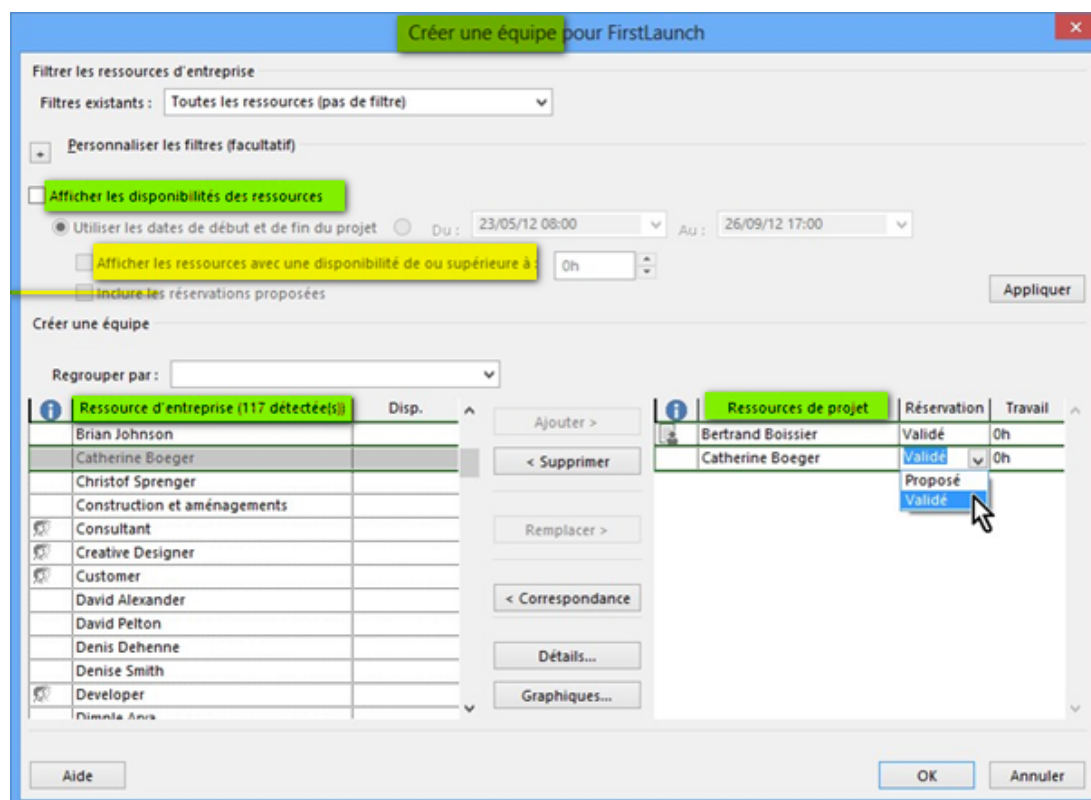 Créer une équipe pour FirstLaunch
Filtrer les ressources d'entreprise
Filtres existants : Toutes les ressources (pas de filtre)
+ Personnaliser les filtres (facultatif)
Afficher les disponibilités des ressources
Utiliser les dates de début et de fin du projet Du : 23/05/12 08:00 Au : 26/09/12 17:00
Afficher les ressources avec une disponibilité de ou supérieure à : 0h
Inclure les réservations proposées Appliquer
Créer une équipe
Regrouper par :
Ressource d'entreprise (117 détectée(s)) Disp.
Brian Johnson
Catherine Boeger
Christof Sprenger
Construction et aménagements
Consultant
Creative Designer
Customer
David Alexander
David Pelton
Denis Dehenne
Denise Smith
Developer
Dimple Arya
Ajouter >
< Supprimer
Remplacer >
< Correspondance
Détails...
Graphiques...
Ressources de projet Réservation Travail
Bertrand Boissier Validé 0h
Catherine Boeger Validé 0h
Proposé
Validé
Aide OK Annuler